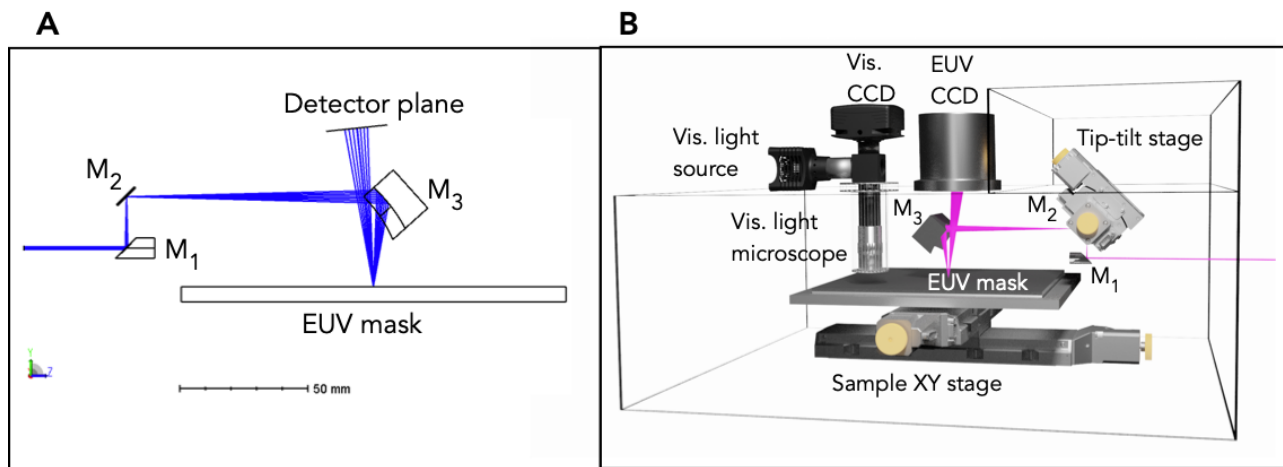 A
Detector plane
M2
M3
M1
EUV mask
Y
Z
50 mm
B
Vis.
CCD
EUV
CCD
Vis. light
source
Tip-tilt stage
M3
M2
Vis. light
microscope
EUV mask
M1
Sample XY stage